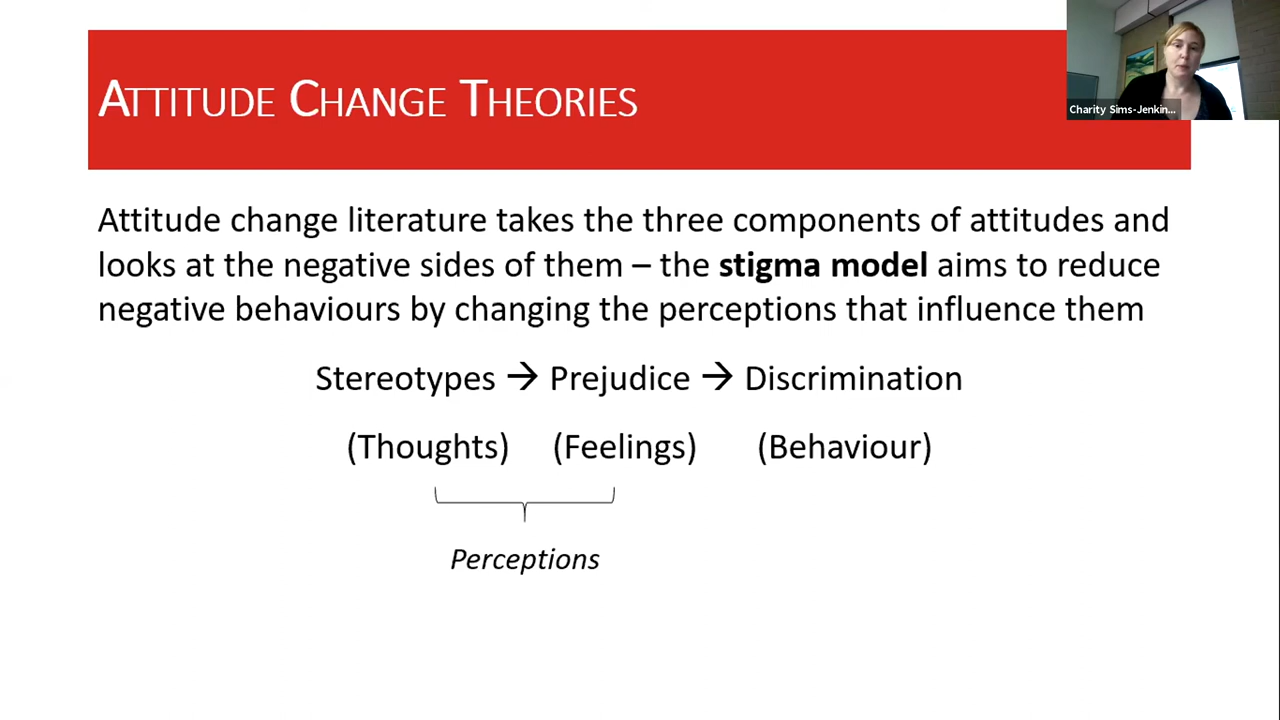 ATTITUDE CHANGE THEORIES
Charity Sims-Jenkin...
Attitude change literature takes the three components of attitudes and
looks at the negative sides of them – the stigma model aims to reduce
negative behaviours by changing the perceptions that influence them
Stereotypes → Prejudice → Discrimination
(Thoughts) (Feelings) (Behaviour)
Perceptions